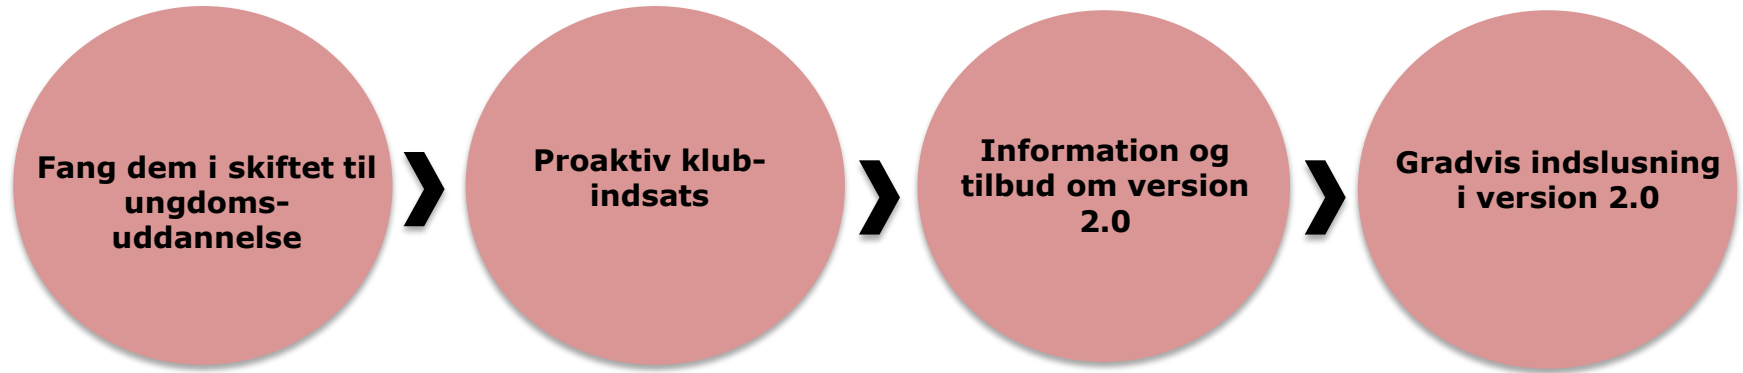 Fang dem i skiftet til
ungdoms-
uddannelse
Proaktiv klub-
indsats
Information og
tilbud om version
2.0
Gradvis indslusning
i version 2.0